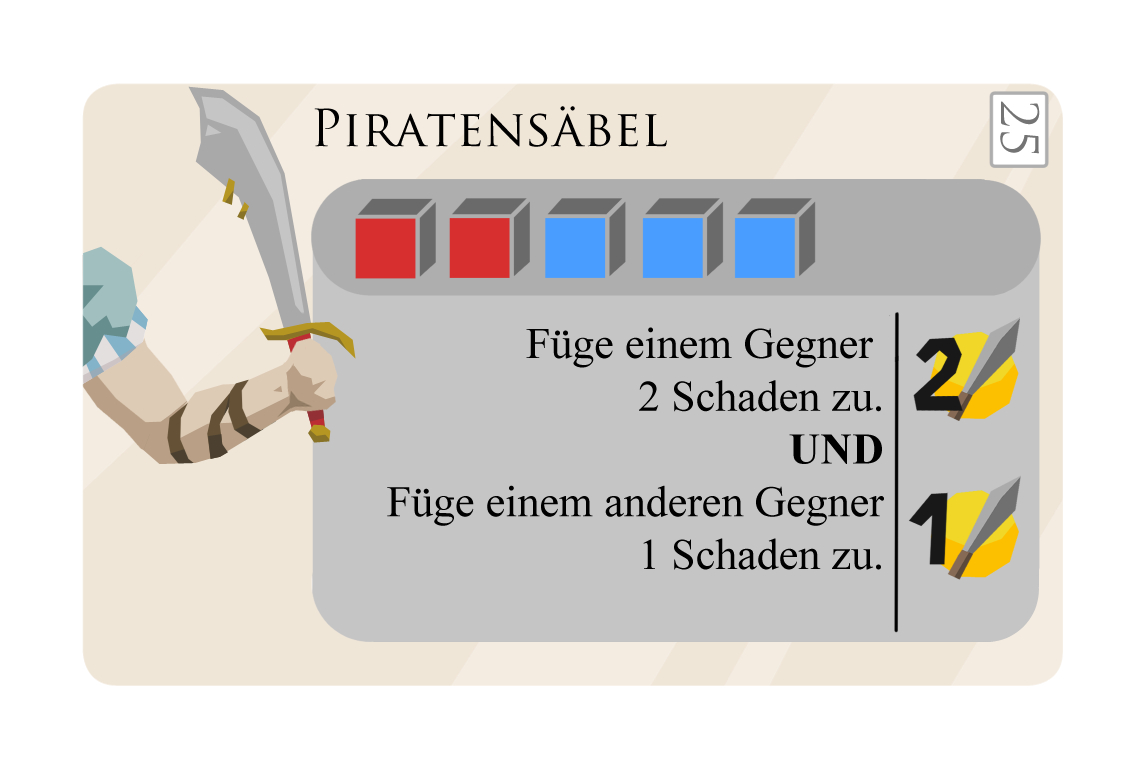 25
PIRATENSÄBEL
2
Füge einem Gegner
2 Schaden zu.
UND
1
Füge einem anderen Gegner
1 Schaden zu.